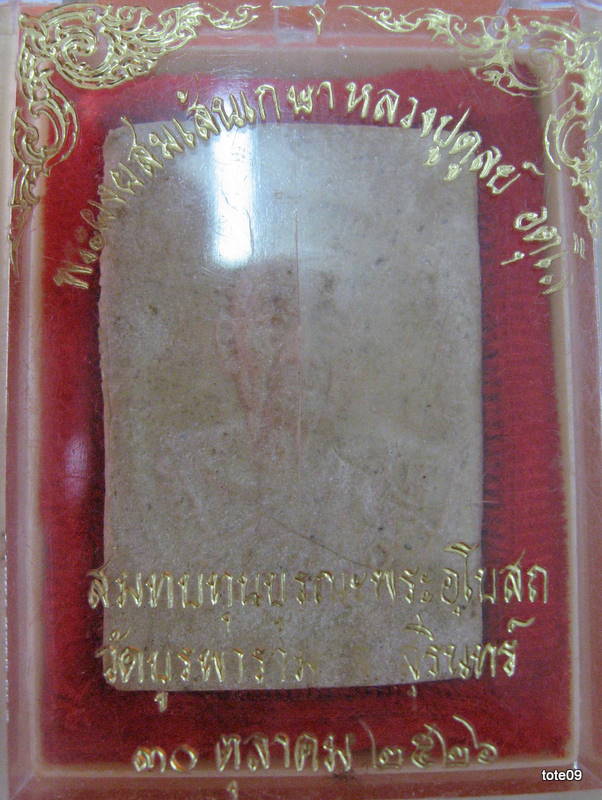 พระผงผสมเส้นเกษาหลวงปู่ดูลย์ อตุโล
สมทบทุนบูรณะพระอุโบสถ
วัดบูรพาราม จ. สุรินทร์
๓๐ ตุลาคม ๒๕๒๖
tote09